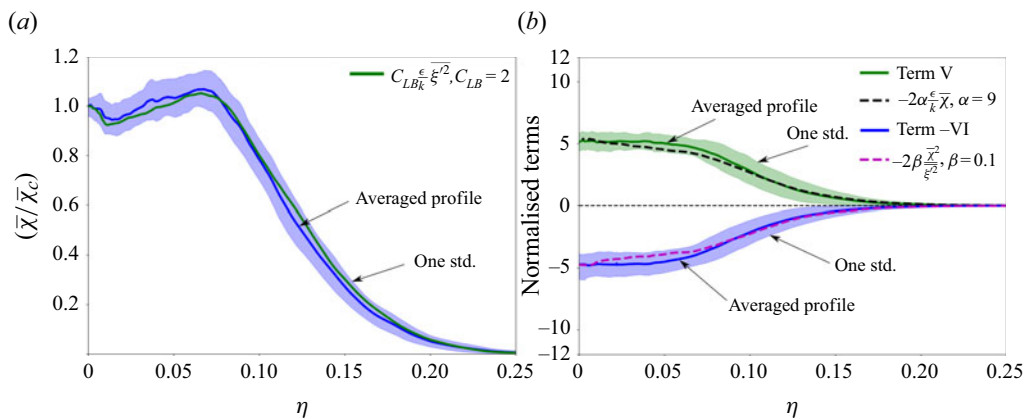 (a)
1.2
1.0
0.8
0.6
0.4
0.2
0
0.05
0.10
0.15
0.20
0.25
(χ̅/χ̅c)
η
C_LB ϵ/k ξ'², C_LB = 2
Averaged profile
One std.
(b)
12
10
5
0
−5
−10
−12
0
0.05
0.10
0.15
0.20
0.25
Normalised terms
η
Term V
−2α ϵ/k χ̅, α = 9
Term −VI
−2β χ̅²/ξ'², β = 0.1
Averaged profile
One std.
One std.
Averaged profile